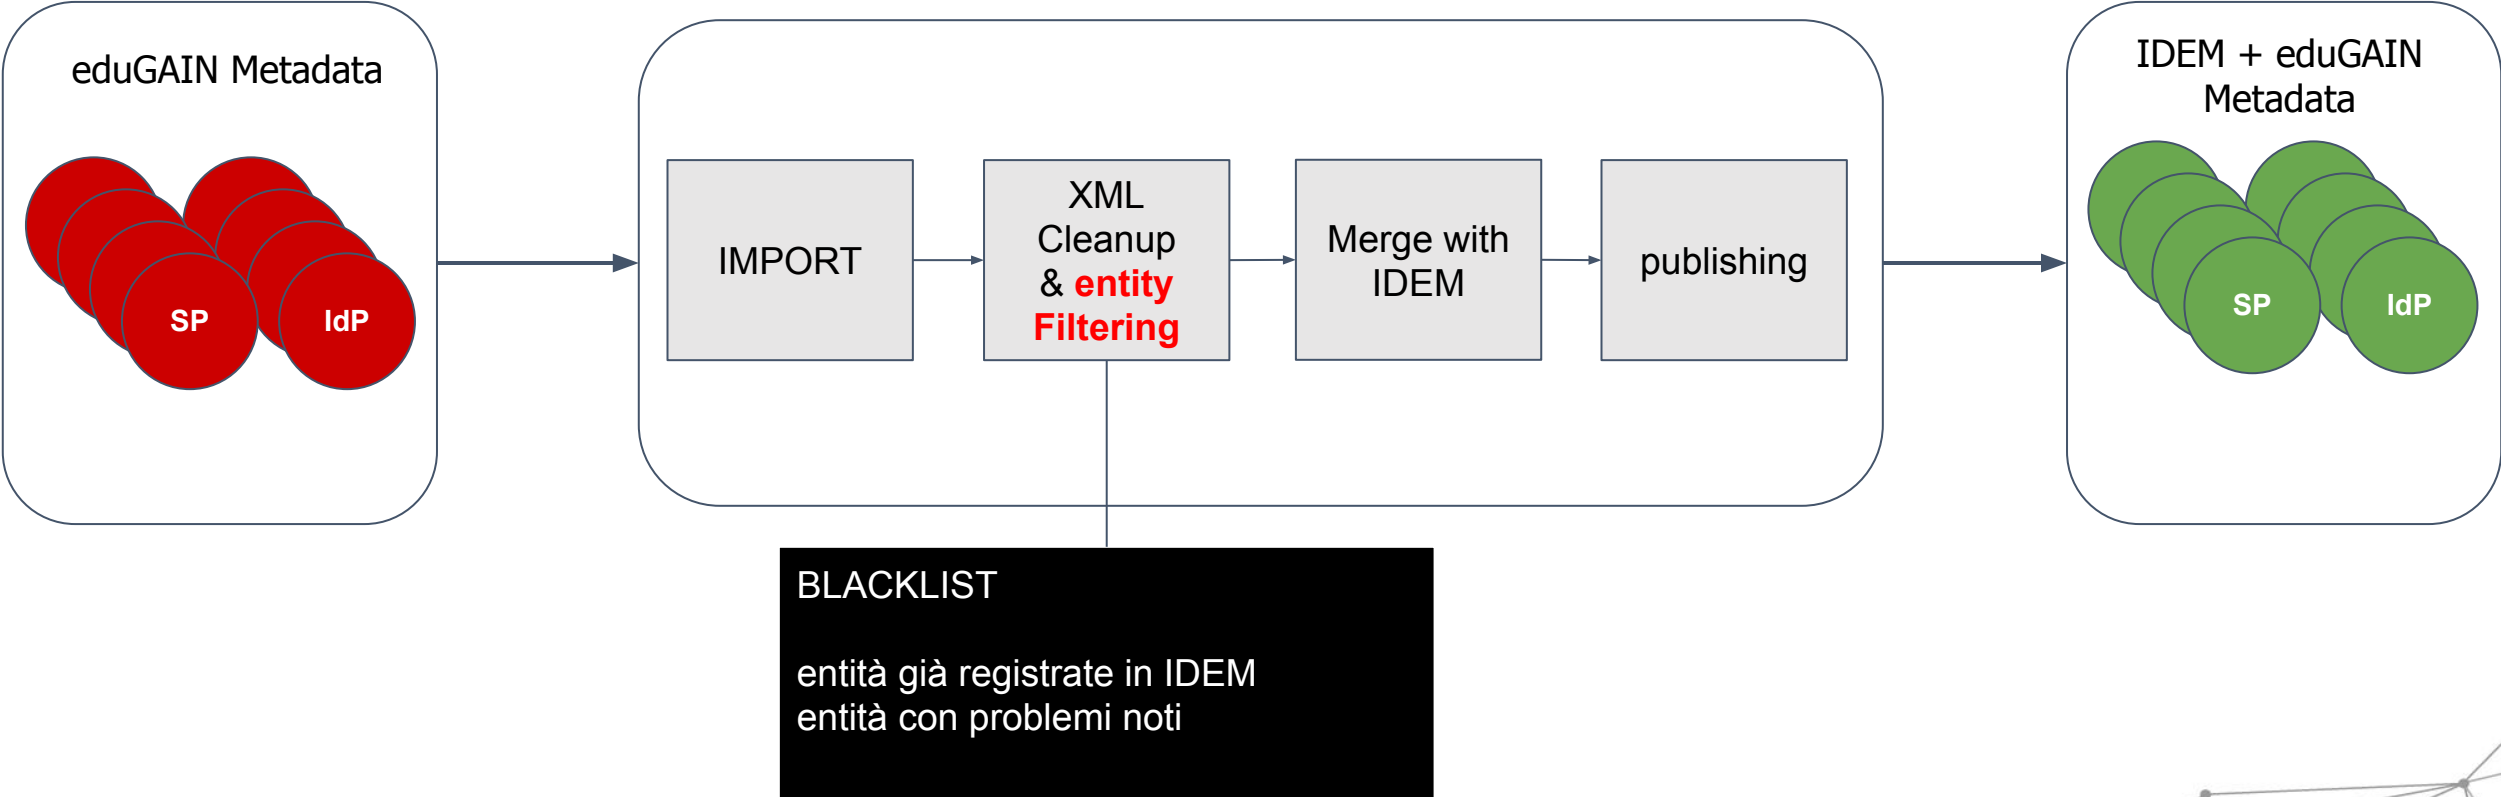 eduGAIN Metadata
SP
IdP
IMPORT
XML
Cleanup
& entity
Filtering
Merge with
IDEM
publishing
IDEM + eduGAIN
Metadata
SP
IdP
BLACKLIST
entità già registrate in IDEM
entità con problemi noti